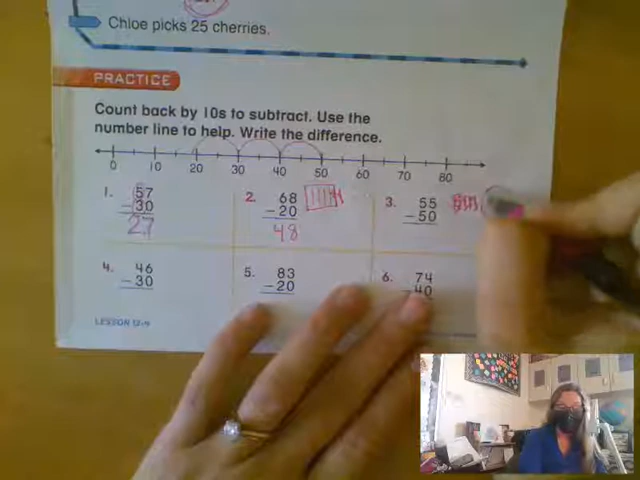 Chloe picks 25 cherries.
PRACTICE
Count back by 10s to subtract. Use the
number line to help. Write the difference.
0 10 20 30 40 50 60 70 80
1. 57 2. 68 3. 55
-30 -20 -50
27 48
4. 46 5. 83 6. 74
-30 -20 -40
LESSON